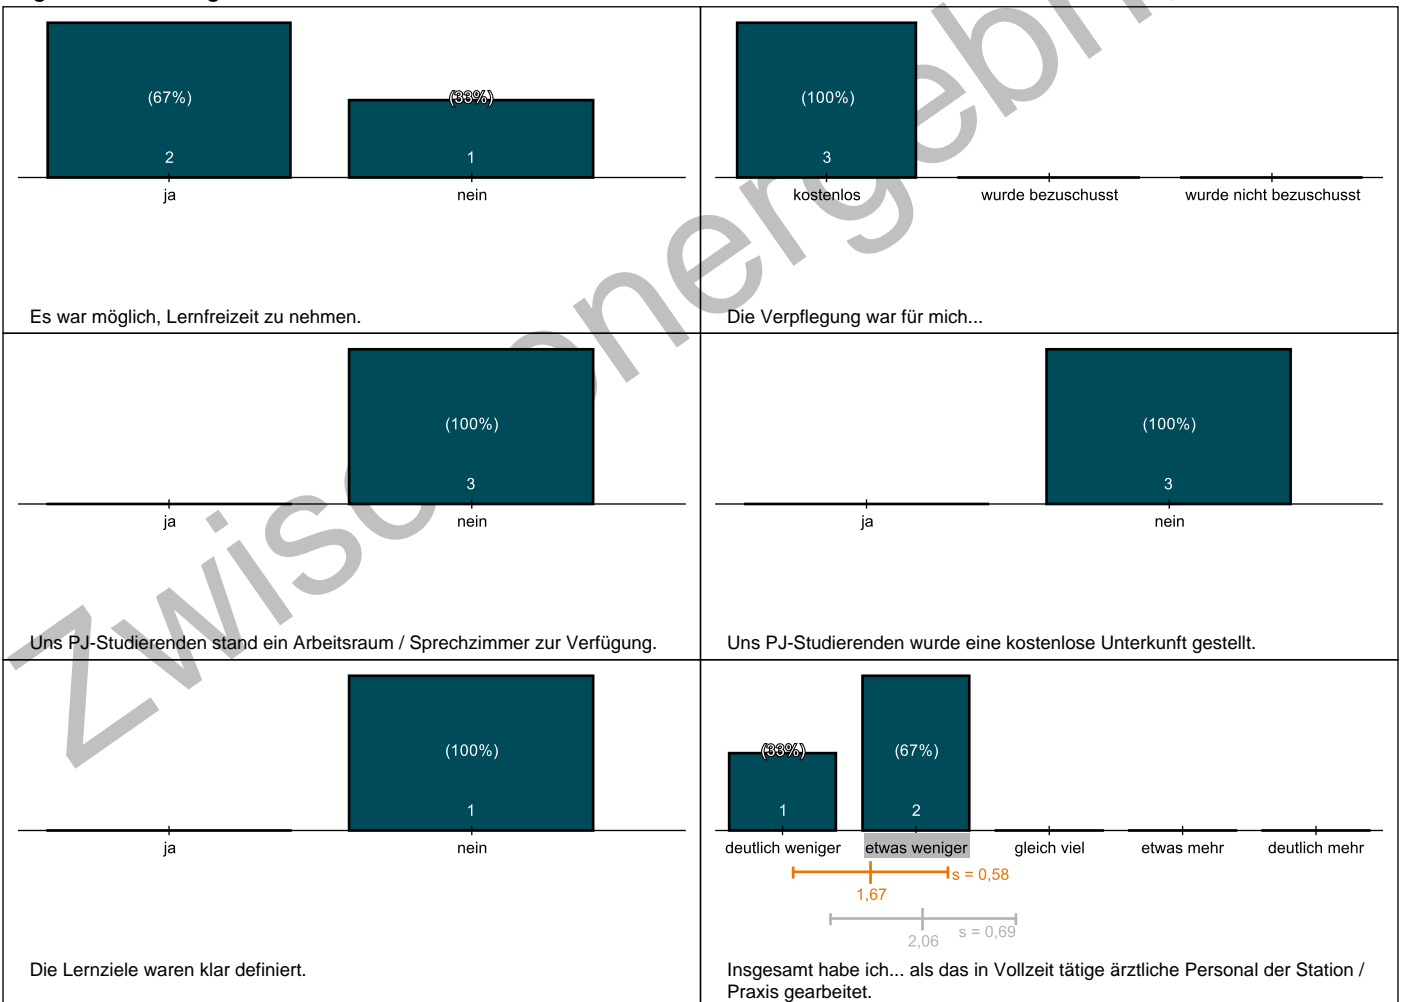 (67%)
2
ja
(33%)
1
nein
Es war möglich, Lernfreizeit zu nehmen.
(100%)
3
kostenlos
wurde bezuschusst
wurde nicht bezuschusst
Die Verpflegung war für mich...
ja
(100%)
3
nein
Uns PJ-Studierenden stand ein Arbeitsraum / Sprechzimmer zur Verfügung.
ja
(100%)
3
nein
Uns PJ-Studierenden wurde eine kostenlose Unterkunft gestellt.
ja
(100%)
1
nein
Die Lernziele waren klar definiert.
(33%)
1
deutlich weniger
(67%)
2
etwas weniger
gleich viel
etwas mehr
deutlich mehr
s = 0,58
1,67
s = 0,69
2,06
Insgesamt habe ich... als das in Vollzeit tätige ärztliche Personal der Station /
Praxis gearbeitet.